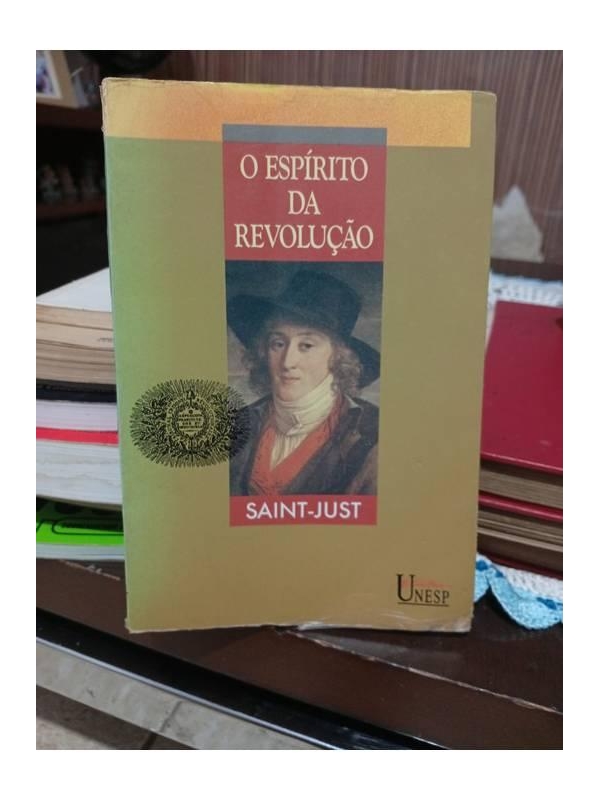 O ESPÍRITO
DA
REVOLUÇÃO
SAINT-JUST
UNESP